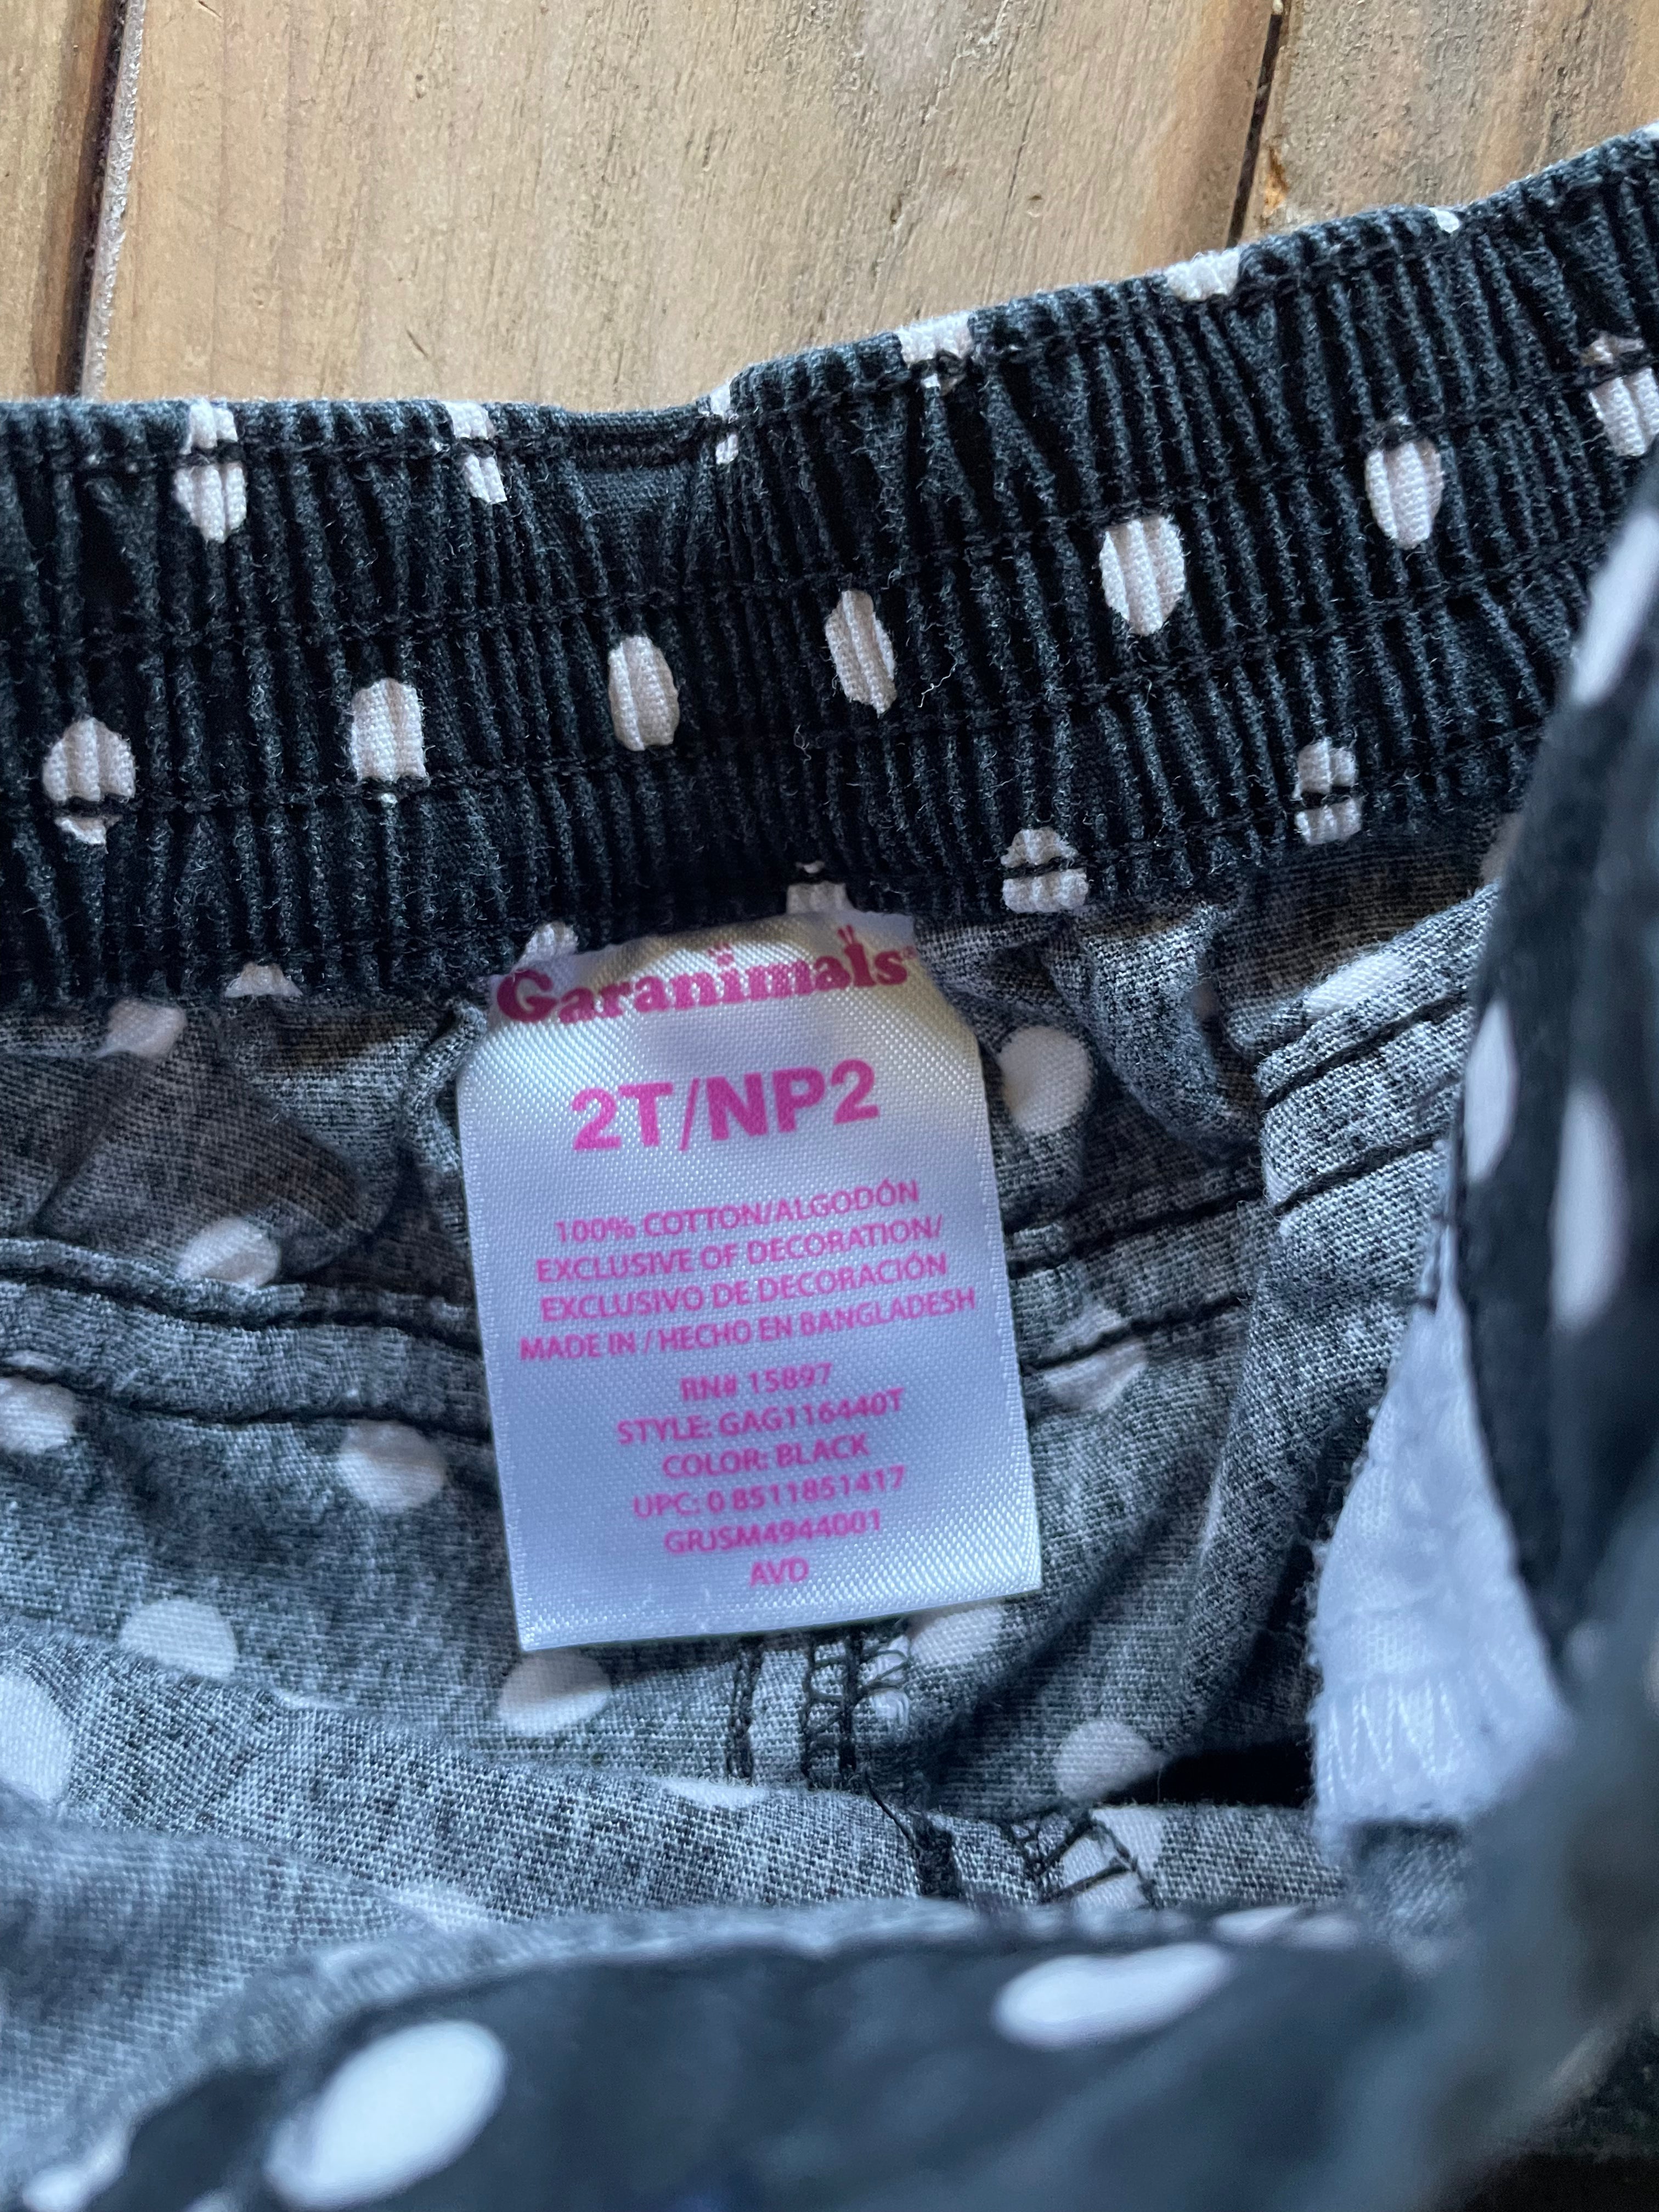 Garanimals
2T/NP2
100% COTTON/ALGODÓN
EXCLUSIVE OF DECORATION/
EXCLUSIVO DE DECORACIÓN
MADE IN / HECHO EN BANGLADESH
RN# 15897
STYLE: GAG116440T
COLOR: BLACK
UPC: 0 8511851417
GRJSM4944001
AVD